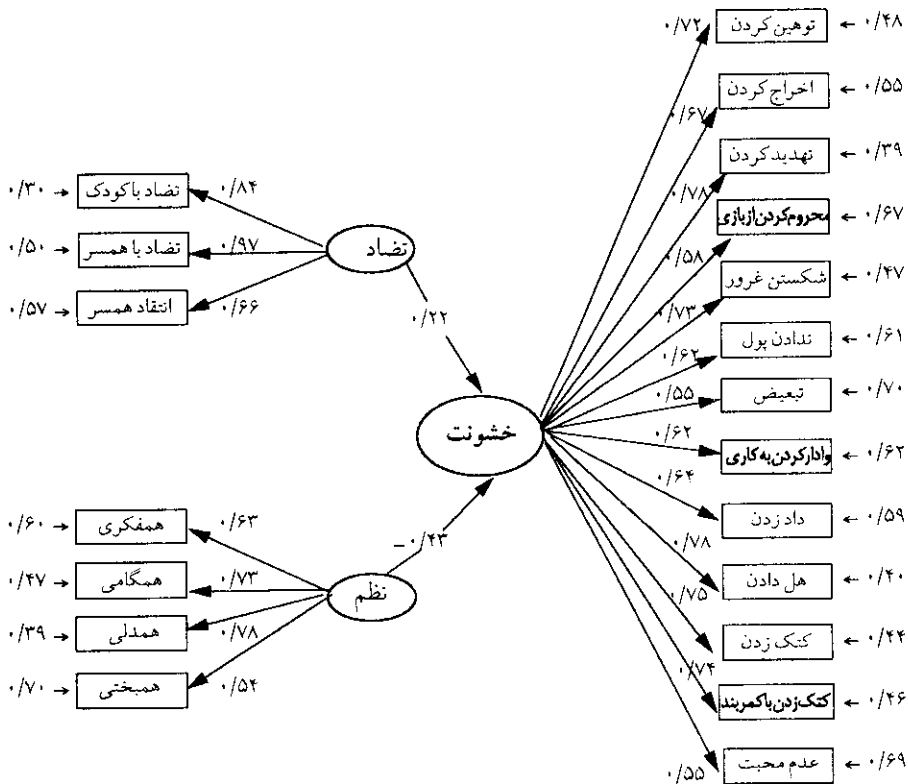 توهین کردن ← ۰/۴۸
۰/۷۲
اخراج کردن ← ۰/۵۵
۰/۶۷
تهدید کردن ← ۰/۳۹
۰/۷۸
محروم کردن از بازی ← ۰/۶۷
۰/۵۸
شکستن غرور ← ۰/۴۷
۰/۷۳
ندادن پول ← ۰/۶۱
۰/۶۲
تبعیض ← ۰/۷۰
۰/۵۵
وادار کردن به کاری ← ۰/۶۲
۰/۶۲
داد زدن ← ۰/۵۹
۰/۶۴
هل دادن ← ۰/۴۰
۰/۷۸
کتک زدن ← ۰/۴۴
۰/۷۵
کتک زدن با کمربند ← ۰/۴۶
۰/۷۴
عدم محبت ← ۰/۶۹
۰/۵۵
خشونت
تضاد
۰/۲۲
۰/۳۰ → تضاد با کودک
۰/۸۴
۰/۵۰ → تضاد با همسر
۰/۹۷
۰/۵۷ → انتقاد همسر
۰/۶۶
نظم
−۰/۴۳
۰/۶۰ → همفکری
۰/۶۳
۰/۴۷ → همگامی
۰/۷۳
۰/۳۹ → همدلی
۰/۷۸
۰/۷۰ → همبختی
۰/۵۴